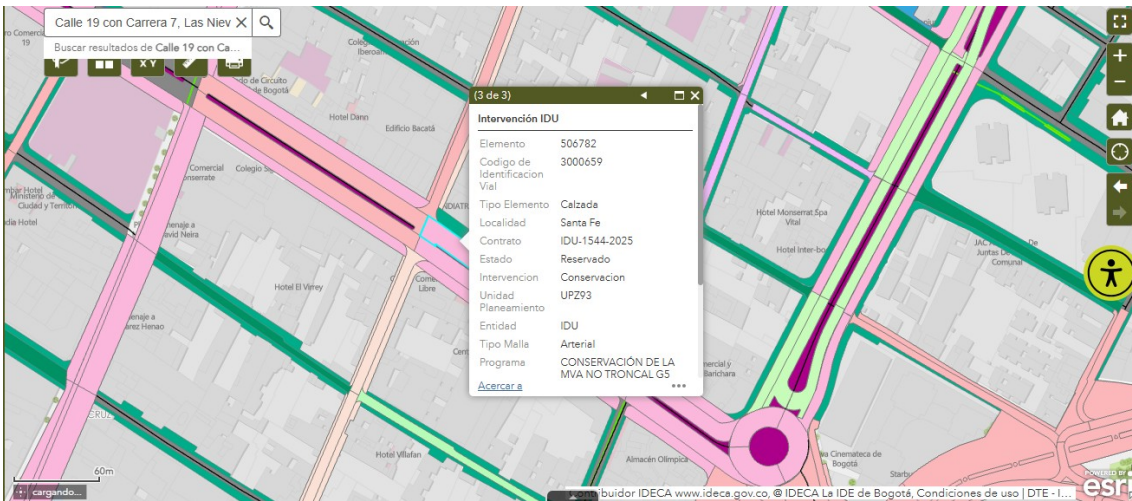 Calle 19 con Carrera 7, Las Niev
Buscar resultados de Calle 19 con Ca...
XY
19
Hotel Dann
Edificio Bacatá
Hotel El Virrey
Hotel Villafan
Almacén Olímpica
Hotel Monserrat Spa
Vital
Hotel Inter-bo
(3 de 3)
Intervención IDU
Elemento 506782
Codigo de 3000659
Identificacion
Vial
Tipo Elemento Calzada
Localidad Santa Fe
Contrato IDU-1544-2025
Estado Reservado
Intervencion Conservacion
Unidad UPZ93
Planeamiento
Entidad IDU
Tipo Malla Arterial
Programa CONSERVACIÓN DE LA
MVA NO TRONCAL G5
Acercar a
Cinemateca de
Bogotá
60m
cargando...
ribuidor IDECA www.ideca.gov.co, @ IDECA La IDE de Bogotá, Condiciones de uso | DTE - I...
POWERED BY
esri